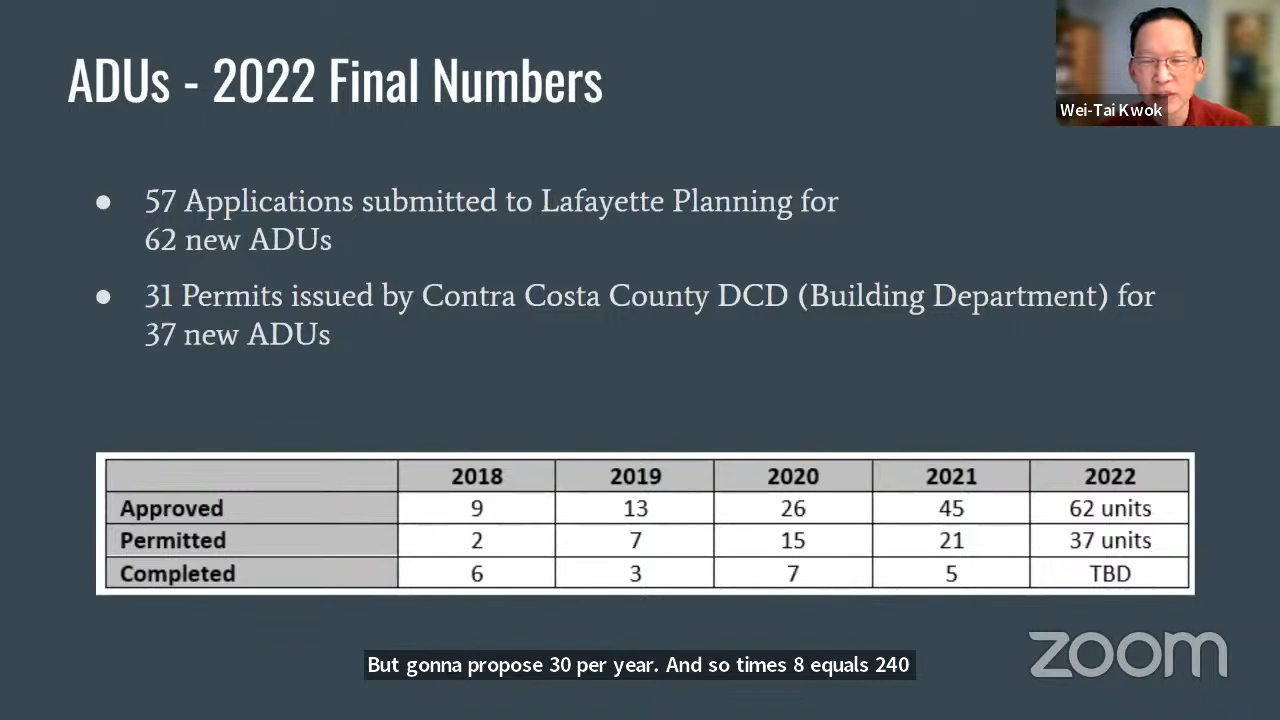 ADUs - 2022 Final Numbers
Wei-Tai Kwok
● 57 Applications submitted to Lafayette Planning for
62 new ADUs
● 31 Permits issued by Contra Costa County DCD (Building Department) for
37 new ADUs
2018 2019 2020 2021 2022
Approved 9 13 26 45 62 units
Permitted 2 7 15 21 37 units
Completed 6 3 7 5 TBD
But gonna propose 30 per year. And so times 8 equals 240
zoom